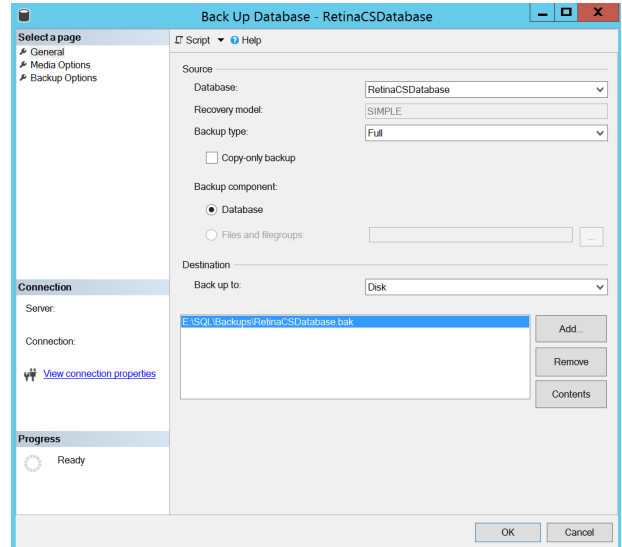 Back Up Database - RetinaCSDatabase
Select a page
General
Media Options
Backup Options
Script Help
Source
Database: RetinaCSDatabase
Recovery model: SIMPLE
Backup type: Full
Copy-only backup
Backup component:
Database
Files and filegroups: ...
Destination
Back up to: Disk
E:\SQL\Backups\RetinaCSDatabase.bak
Add...
Remove
Contents
Connection
Server:
Connection:
View connection properties
Progress
Ready
OK Cancel